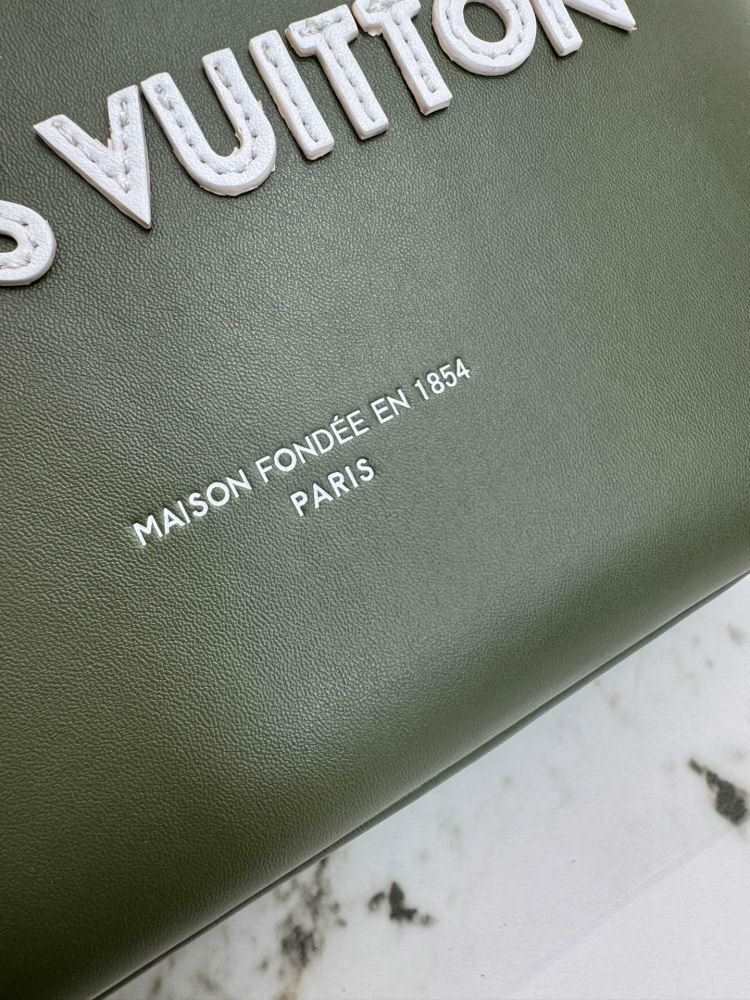 S VUITTON
MAISON FONDÉE EN 1854
PARIS